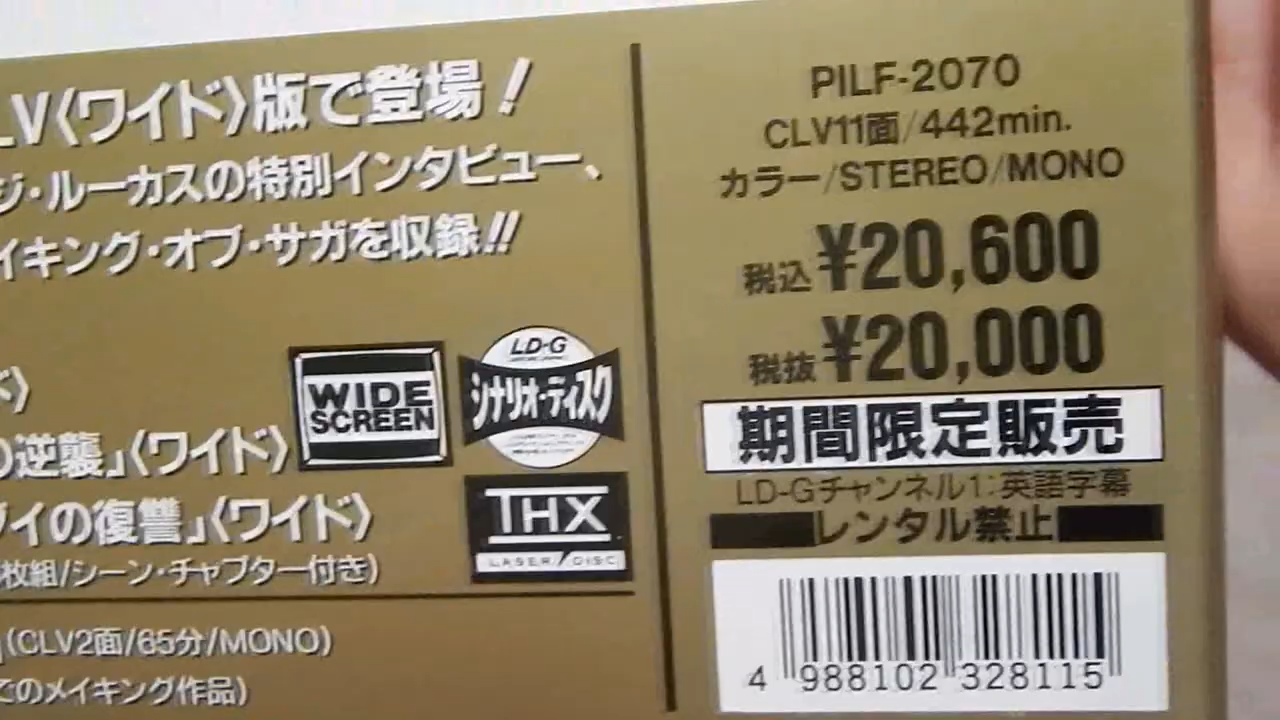 LV〈ワイド〉版で登場!
ジ・ルーカスの特別インタビュー、
イキング・オブ・サガを収録!!
ド〉
の逆襲」〈ワイド〉
ダイの復讐」〈ワイド〉
枚組/シーン・チャプター付き)
(CLV2面/65分/MONO)
でのメイキング作品)
WIDE
SCREEN
LD-G
シナリオ・ディスク
THX
LASER DISC
PILF-2070
CLV11面/442min.
カラー/STEREO/MONO
税込¥20,600
税抜¥20,000
期間限定販売
LD-Gチャンネル1:英語字幕
レンタル禁止
4 988102 328115